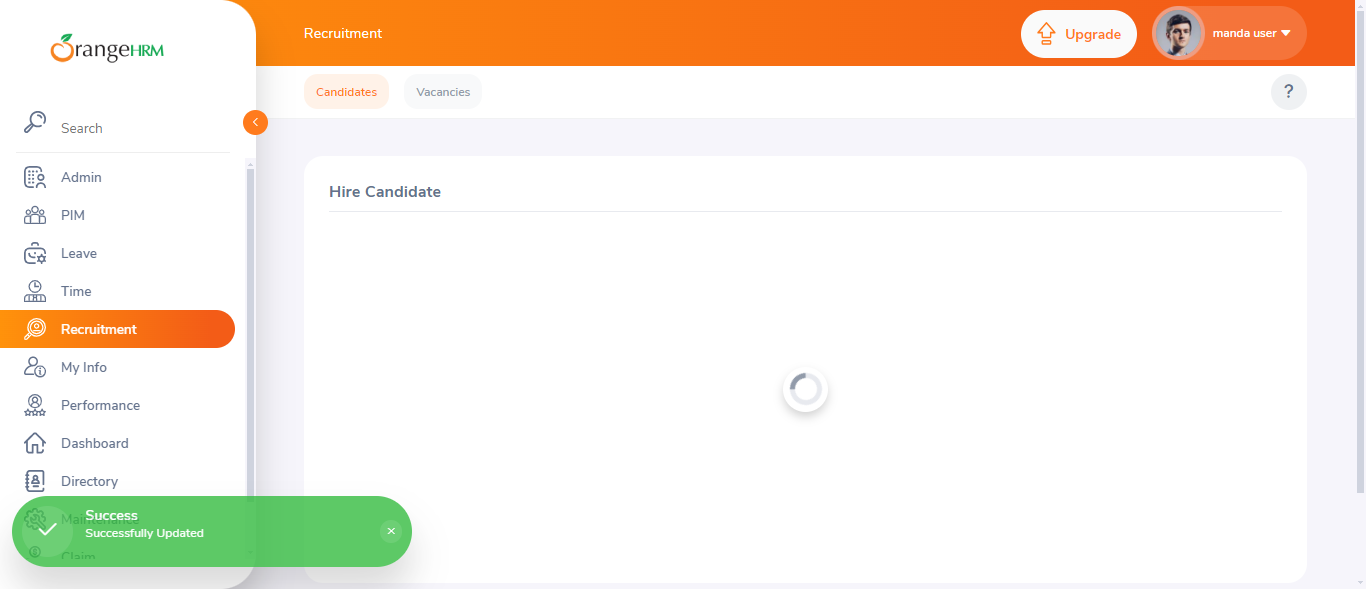 OrangeHRM
Recruitment
Upgrade
manda user
Candidates
Vacancies
?
Search
Admin
PIM
Leave
Time
Recruitment
My Info
Performance
Dashboard
Directory
Maintenance
Claim
Hire Candidate
Success
Successfully Updated